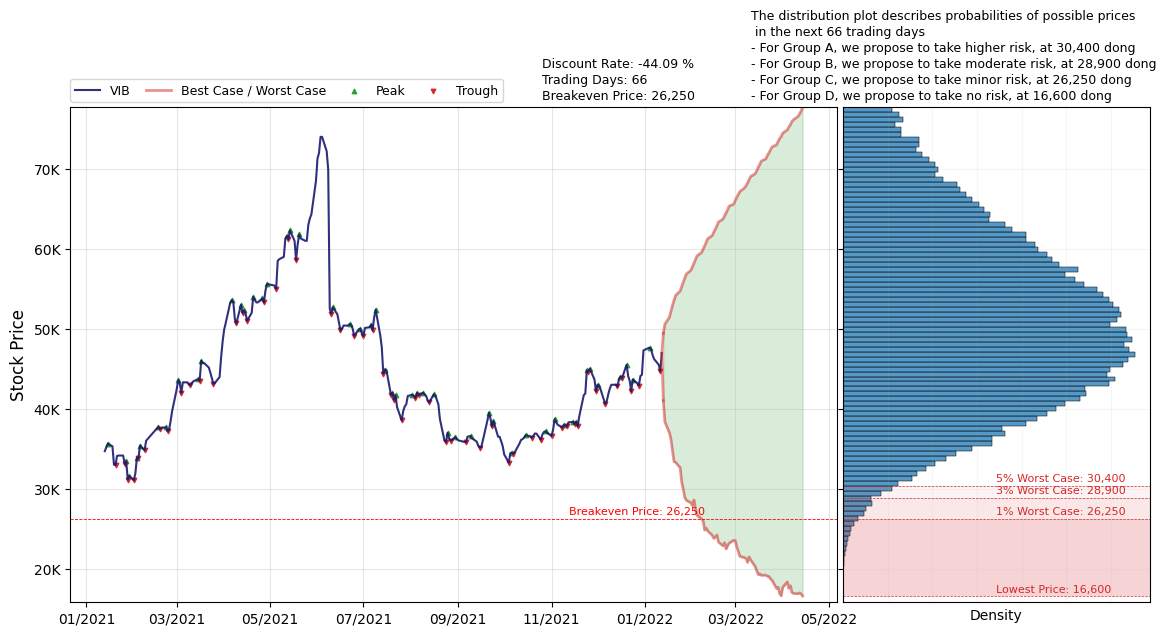 The distribution plot describes probabilities of possible prices
in the next 66 trading days
- For Group A, we propose to take higher risk, at 30,400 dong
- For Group B, we propose to take moderate risk, at 28,900 dong
- For Group C, we propose to take minor risk, at 26,250 dong
- For Group D, we propose to take no risk, at 16,600 dong
Discount Rate: -44.09 %
Trading Days: 66
Breakeven Price: 26,250
VIB Best Case / Worst Case Peak Trough
Stock Price
70K
60K
50K
40K
30K
20K
Breakeven Price: 26,250
5% Worst Case: 30,400
3% Worst Case: 28,900
1% Worst Case: 26,250
Lowest Price: 16,600
01/2021 03/2021 05/2021 07/2021 09/2021 11/2021 01/2022 03/2022 05/2022
Density